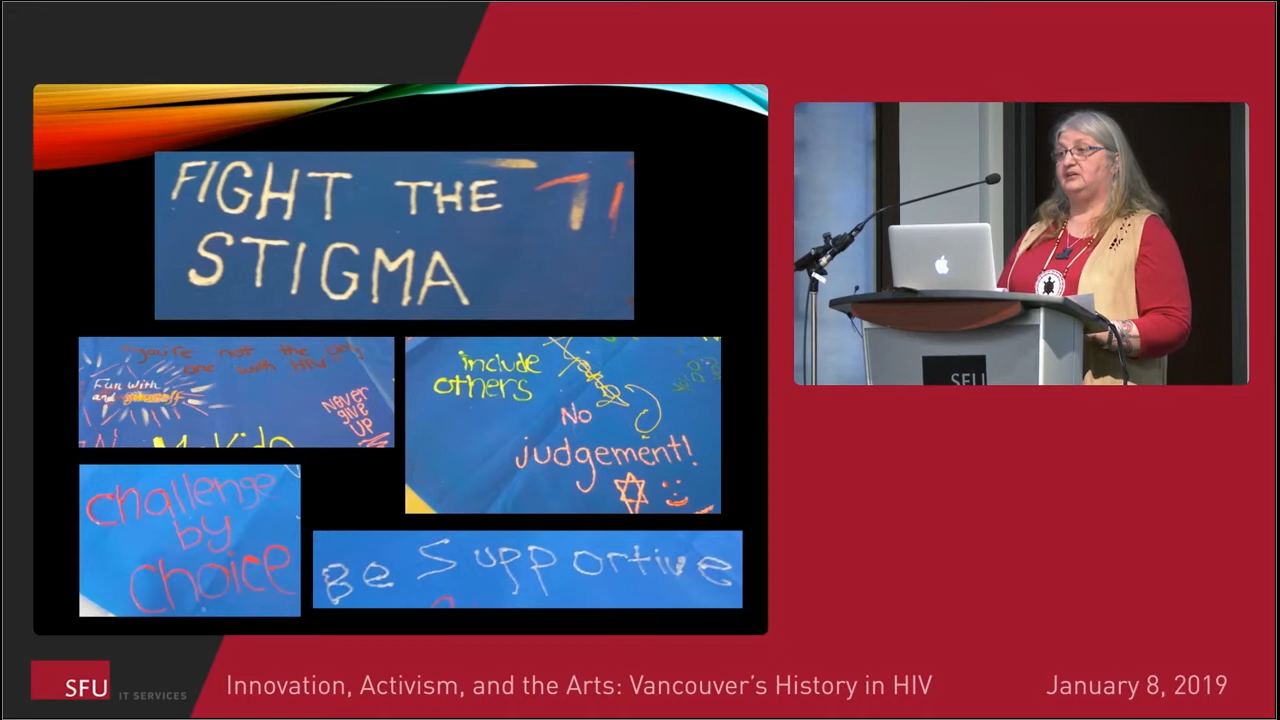 FIGHT THE
STIGMA
you're not the only
one with HIV
Fun with
and
Never
give
UP
My Kids
include
others
No
judgement!
challenge
by
choice
Be Supportive
SFU
SFU IT SERVICES
Innovation, Activism, and the Arts: Vancouver's History in HIV
January 8, 2019